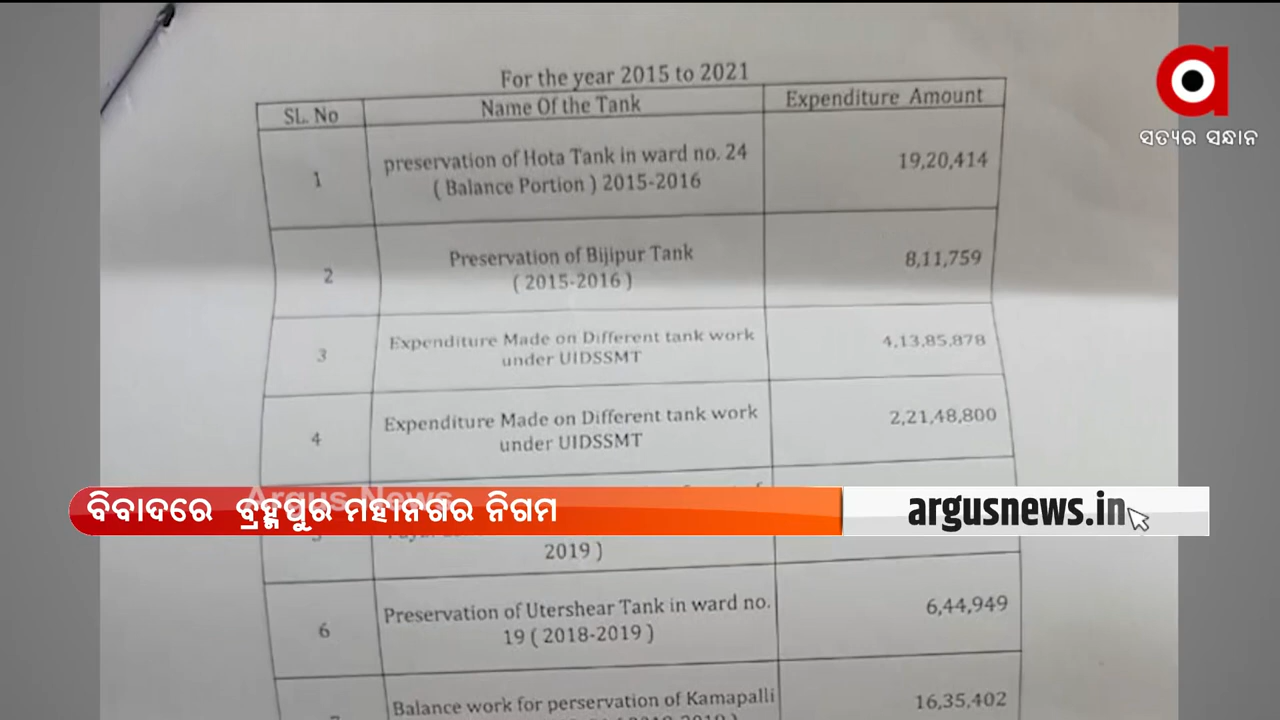 For the year 2015 to 2021
SL. No
Name Of the Tank
Expenditure Amount
1
preservation of Hota Tank in ward no. 24
( Balance Portion ) 2015-2016
19,20,414
2
Preservation of Bijipur Tank
( 2015-2016 )
8,11,759
3
Expenditure Made on Different tank work
under UIDSSMT
4,13,85,878
4
Expenditure Made on Different tank work
under UIDSSMT
2,21,48,800
2019 )
6
Preservation of Utershear Tank in ward no.
19 ( 2018-2019 )
6,44,949
Balance work for perservation of Kamapalli
16,35,402
ସତ୍ୟର ସନ୍ଧାନ
Argus News
ବିବାଦରେ ବ୍ରହ୍ମପୁର ମହାନଗର ନିଗମ
argusnews.in